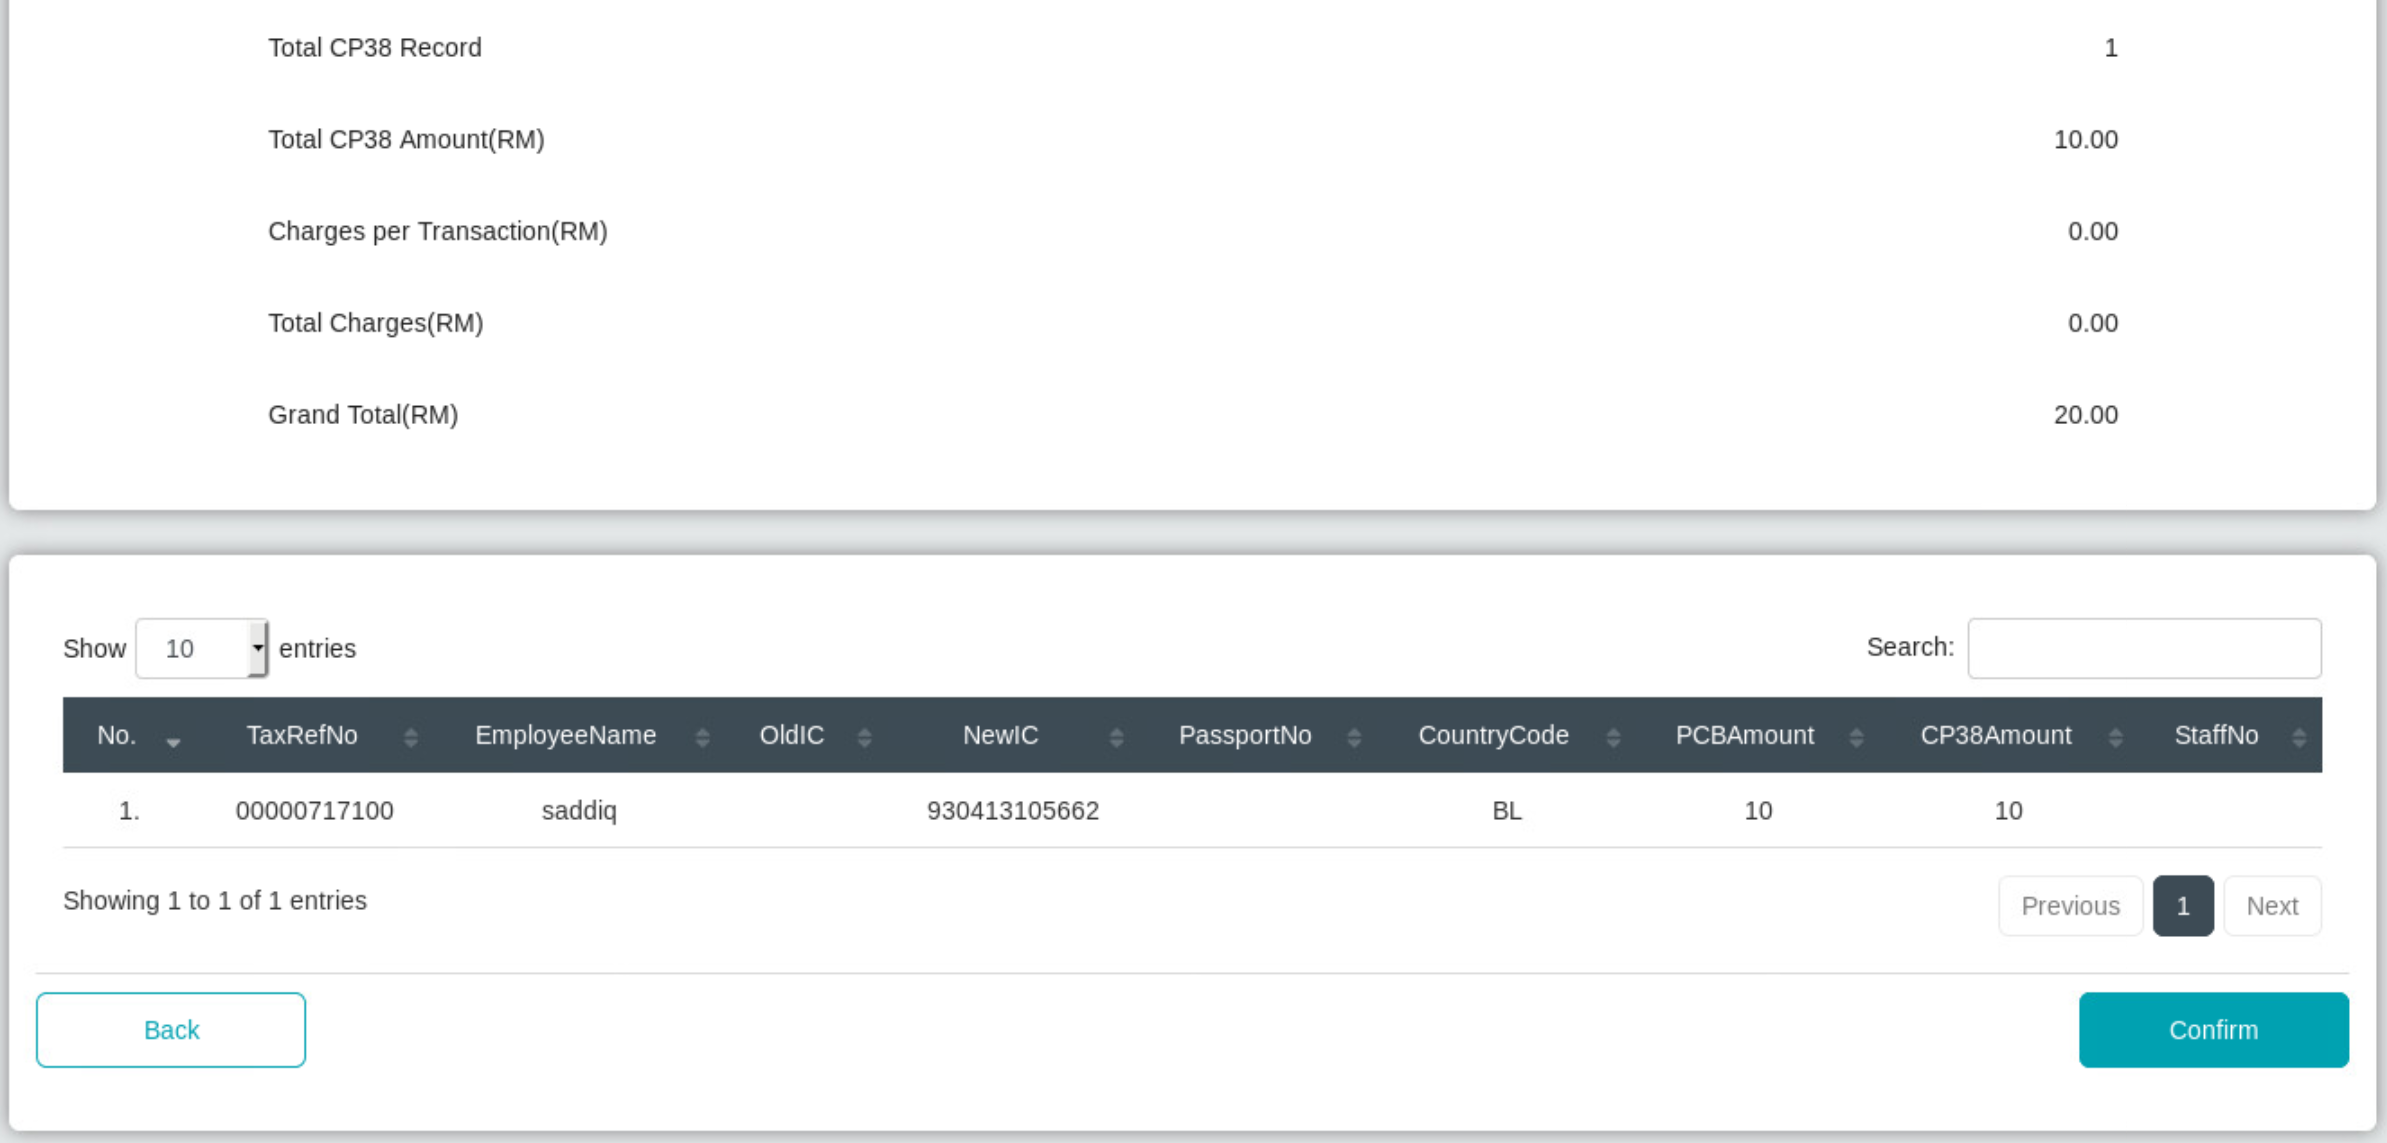 Total CP38 Record 1
Total CP38 Amount(RM) 10.00
Charges per Transaction(RM) 0.00
Total Charges(RM) 0.00
Grand Total(RM) 20.00
Show 10 entries Search:
No. TaxRefNo EmployeeName OldIC NewIC PassportNo CountryCode PCBAmount CP38Amount StaffNo
1. 00000717100 saddiq 930413105662 BL 10 10
Showing 1 to 1 of 1 entries Previous 1 Next
Back Confirm